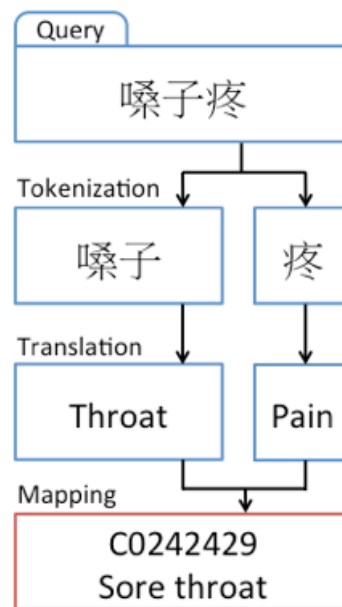 Query
嗓子疼
Tokenization
嗓子
疼
Translation
Throat
Pain
Mapping
C0242429
Sore throat